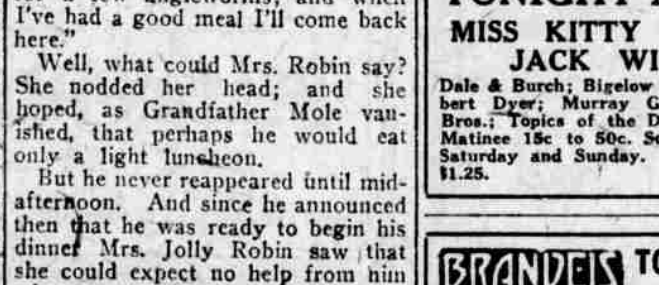 I've had a good meal I'll come back
here."
Well, what could Mrs. Robin say?
She nodded her head; and she
hoped, as Grandfather Mole van-
ished, that perhaps he would eat
only a light luncheon.
But he never reappeared until mid-
afternoon. And since he announced
then that he was ready to begin his
dinner Mrs. Jolly Robin saw that
she could expect no help from him
MISS KITTY
JACK WI
Dale & Burch; Bigelow
bert Dyer; Murray G
Bros.; Topics of the D
Matinee 15c to 50c. Se
Saturday and Sunday.
$1.25.
BRANDEIS TO